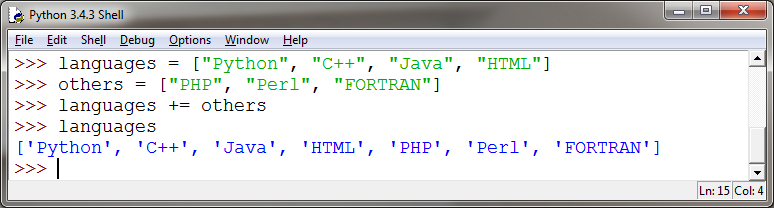 Python 3.4.3 Shell
File Edit Shell Debug Options Window Help
>>> languages = ["Python", "C++", "Java", "HTML"]
>>> others = ["PHP", "Perl", "FORTRAN"]
>>> languages += others
>>> languages
['Python', 'C++', 'Java', 'HTML', 'PHP', 'Perl', 'FORTRAN']
>>>
Ln: 15 Col: 4